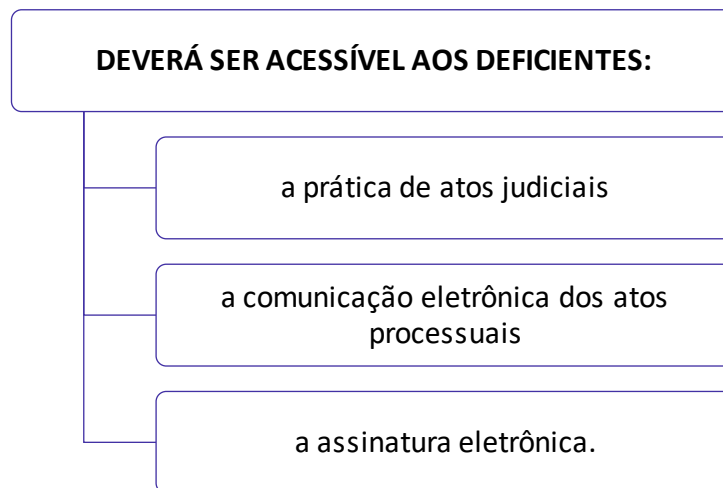 DEVERÁ SER ACESSÍVEL AOS DEFICIENTES:
a prática de atos judiciais
a comunicação eletrônica dos atos
processuais
a assinatura eletrônica.